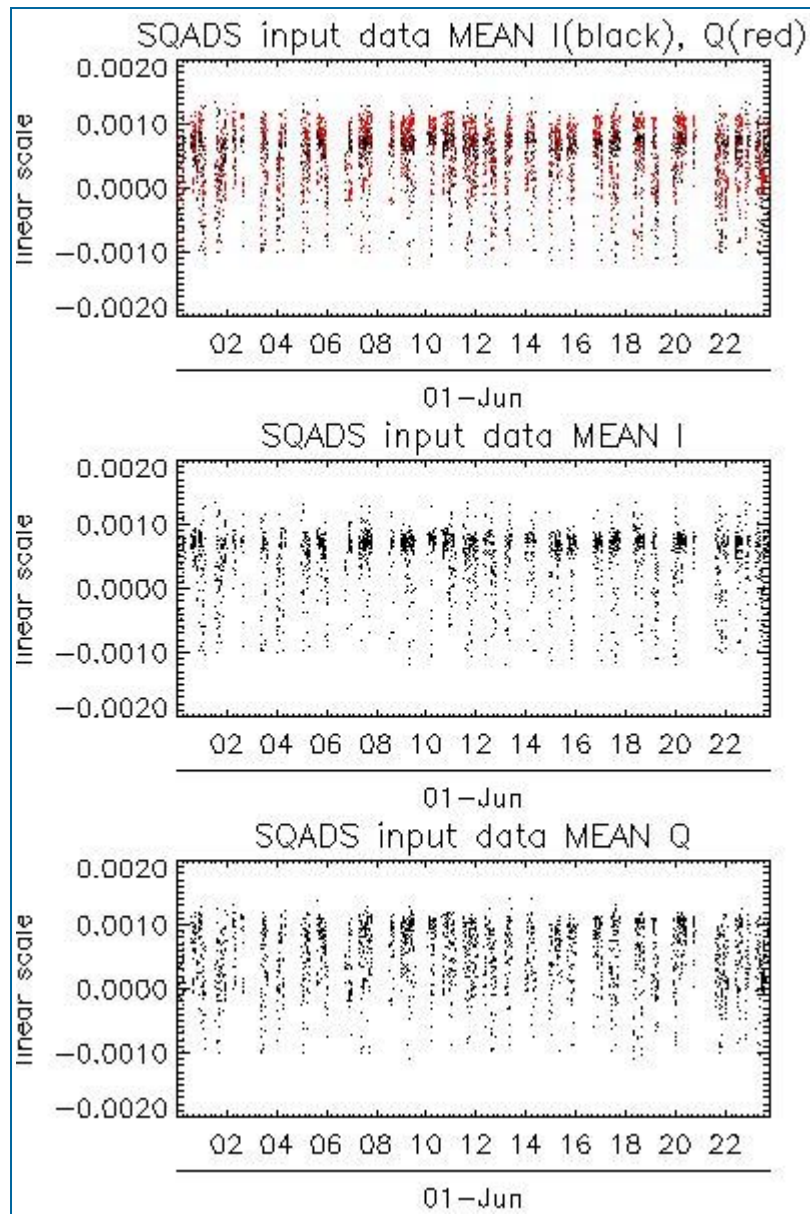 SQADS input data MEAN I(black), Q(red)
0.0020
0.0010
0.0000
−0.0010
−0.0020
linear scale
02 04 06 08 10 12 14 16 18 20 22
01−Jun
SQADS input data MEAN I
0.0020
0.0010
0.0000
−0.0010
−0.0020
linear scale
02 04 06 08 10 12 14 16 18 20 22
01−Jun
SQADS input data MEAN Q
0.0020
0.0010
0.0000
−0.0010
−0.0020
linear scale
02 04 06 08 10 12 14 16 18 20 22
01−Jun